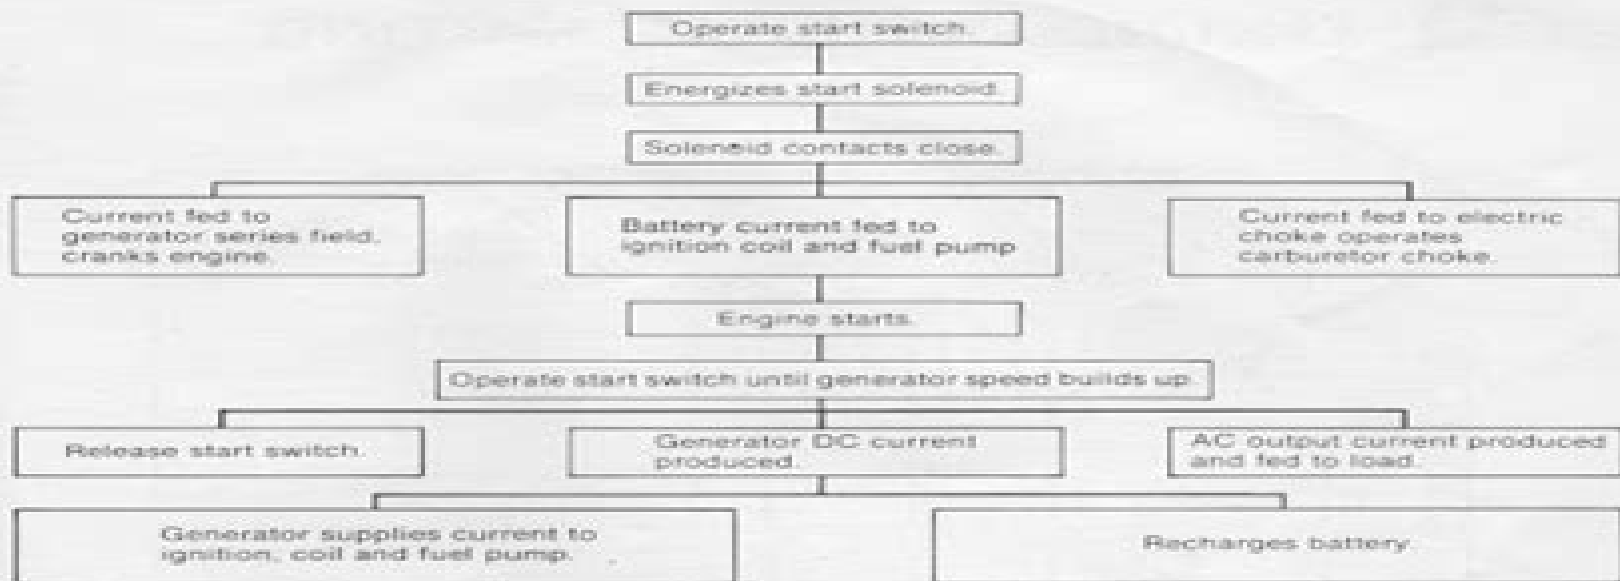 Operate start switch.
Energizes start solenoid.
Solenoid contacts close.
Current fed to
generator series field,
cranks engine.
Battery current fed to
ignition coil and fuel pump
Current fed to electric
choke operates
carburetor choke.
Engine starts.
Operate start switch until generator speed builds up.
Release start switch.
Generator DC current
produced.
AC output current produced
and fed to load.
Generator supplies current to
ignition, coil and fuel pump.
Recharges battery